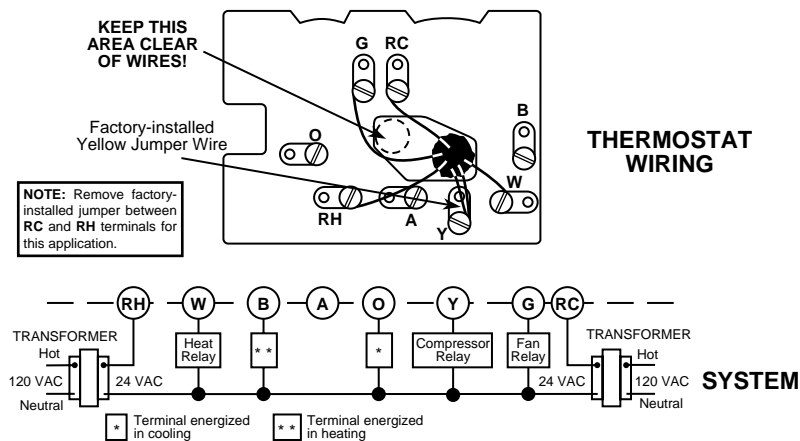 KEEP THIS
AREA CLEAR
OF WIRES!
G
RC
B
Factory-installed
Yellow Jumper Wire
O
THERMOSTAT
WIRING
W
NOTE: Remove factory-
installed jumper between
RC and RH terminals for
this application.
RH
A
Y
RH
W
B
A
O
Y
G
RC
TRANSFORMER
Hot
120 VAC
24 VAC
Neutral
Heat
Relay
* *
*
Compressor
Relay
Fan
Relay
TRANSFORMER
Hot
24 VAC
120 VAC
Neutral
SYSTEM
* Terminal energized
in cooling
* * Terminal energized
in heating